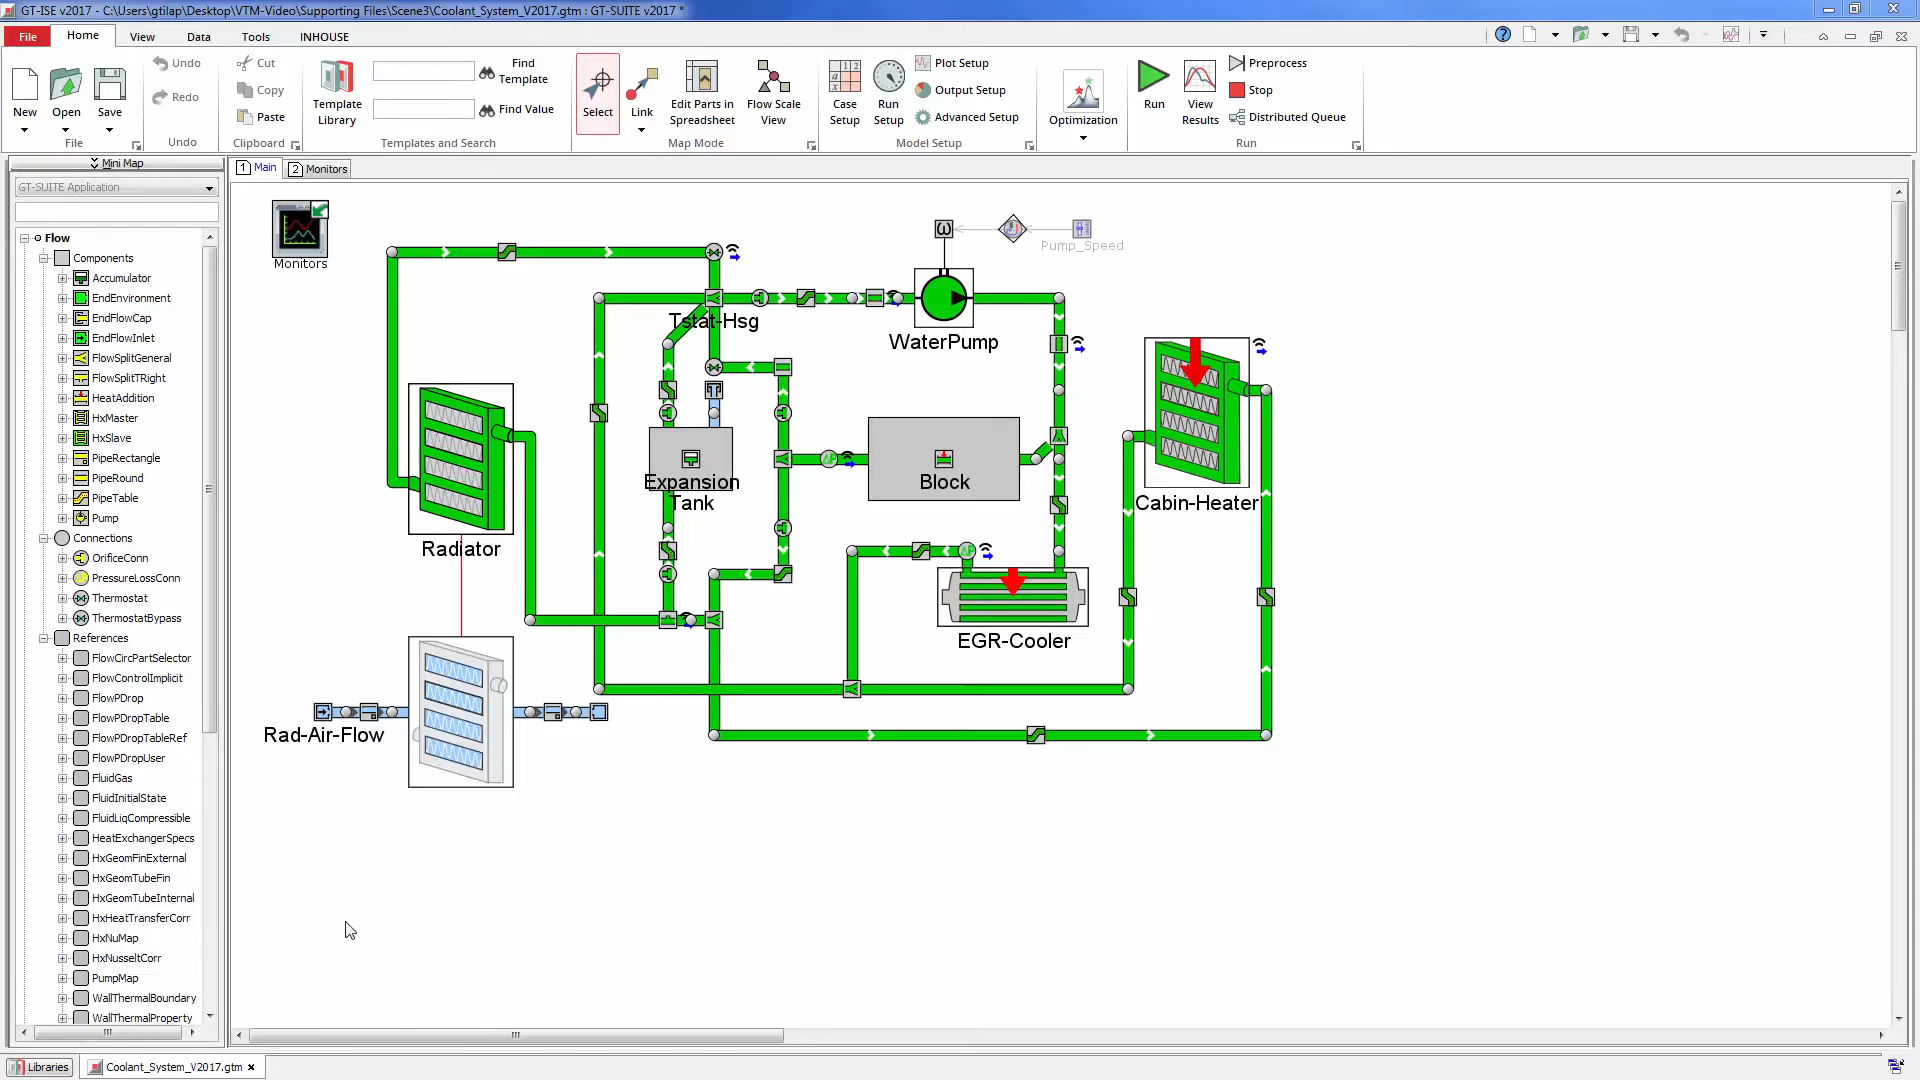 GT-ISE v2017 - C:\Users\gtilap\Desktop\VTM-Video\Supporting Files\Scene3\Coolant_System_V2017.gtm : GT-SUITE v2017 *
File Home View Data Tools INHOUSE
New
Open
Save
File
Undo
Redo
Undo
Cut
Copy
Paste
Clipboard
Template Library
Find Template
Find Value
Templates and Search
Select
Link
Edit Parts in Spreadsheet
Flow Scale View
Map Mode
Case Setup
Run Setup
Plot Setup
Output Setup
Advanced Setup
Model Setup
Optimization
Run
View Results
Preprocess
Stop
Distributed Queue
Run
Mini Map
1 Main
2 Monitors
GT-SUITE Application
Flow
Components
Accumulator
EndEnvironment
EndFlowCap
EndFlowInlet
FlowSplitGeneral
FlowSplitTRight
HeatAddition
HxMaster
HxSlave
PipeRectangle
PipeRound
PipeTable
Pump
Connections
OrificeConn
PressureLossConn
Thermostat
ThermostatBypass
References
FlowCircPartSelector
FlowControlImplicit
FlowPDrop
FlowPDropTable
FlowPDropTableRef
FlowPDropUser
FluidGas
FluidInitialState
FluidLiqCompressible
HeatExchangerSpecs
HxGeomFinExternal
HxGeomTubeFin
HxGeomTubeInternal
HxHeatTransferCorr
HxNuMap
HxNusseltCorr
PumpMap
WallThermalBoundary
WallThermalProperty
Monitors
ω
Pump_Speed
Tstat-Hsg
WaterPump
Expansion
Tank
Block
Cabin-Heater
Radiator
ΔP
ΔP
EGR-Cooler
Rad-Air-Flow
Libraries
Coolant_System_V2017.gtm